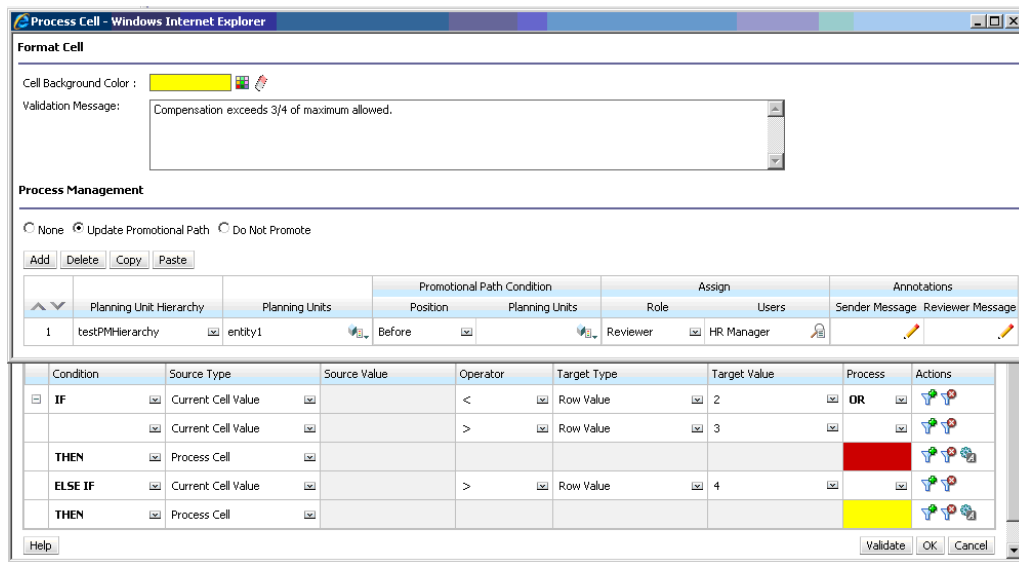 Process Cell - Windows Internet Explorer
Format Cell
Cell Background Color :
Validation Message:
Compensation exceeds 3/4 of maximum allowed.
Process Management
None Update Promotional Path Do Not Promote
Add Delete Copy Paste
Promotional Path Condition Assign Annotations
Planning Unit Hierarchy Planning Units Position Planning Units Role Users Sender Message Reviewer Message
1 testPMHierarchy entity1 Before Reviewer HR Manager
Condition Source Type Source Value Operator Target Type Target Value Process Actions
IF Current Cell Value < Row Value 2 OR
Current Cell Value > Row Value 3
THEN Process Cell
ELSE IF Current Cell Value > Row Value 4
THEN Process Cell
Help Validate OK Cancel